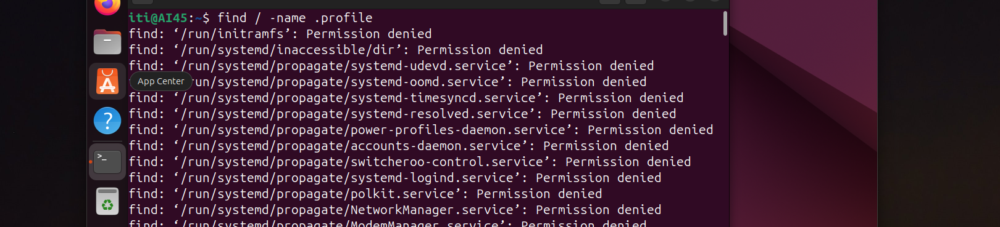 iti@AI45:~$ find / -name .profile
find: ‘/run/initramfs’: Permission denied
find: ‘/run/systemd/inaccessible/dir’: Permission denied
find: ‘/run/systemd/propagate/systemd-udevd.service’: Permission denied
App Center
/run/systemd/propagate/systemd-oomd.service’: Permission denied
find: ‘/run/systemd/propagate/systemd-timesyncd.service’: Permission denied
find: ‘/run/systemd/propagate/systemd-resolved.service’: Permission denied
find: ‘/run/systemd/propagate/power-profiles-daemon.service’: Permission denied
find: ‘/run/systemd/propagate/accounts-daemon.service’: Permission denied
find: ‘/run/systemd/propagate/switcheroo-control.service’: Permission denied
find: ‘/run/systemd/propagate/systemd-logind.service’: Permission denied
find: ‘/run/systemd/propagate/polkit.service’: Permission denied
find: ‘/run/systemd/propagate/NetworkManager.service’: Permission denied
find: ‘/run/systemd/propagate/ModemManager.service’: Permission denied